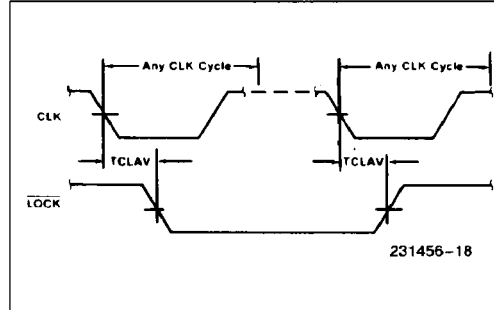 Any CLK Cycle
Any CLK Cycle
CLK
TCLAV
TCLAV
LOCK
231456-18